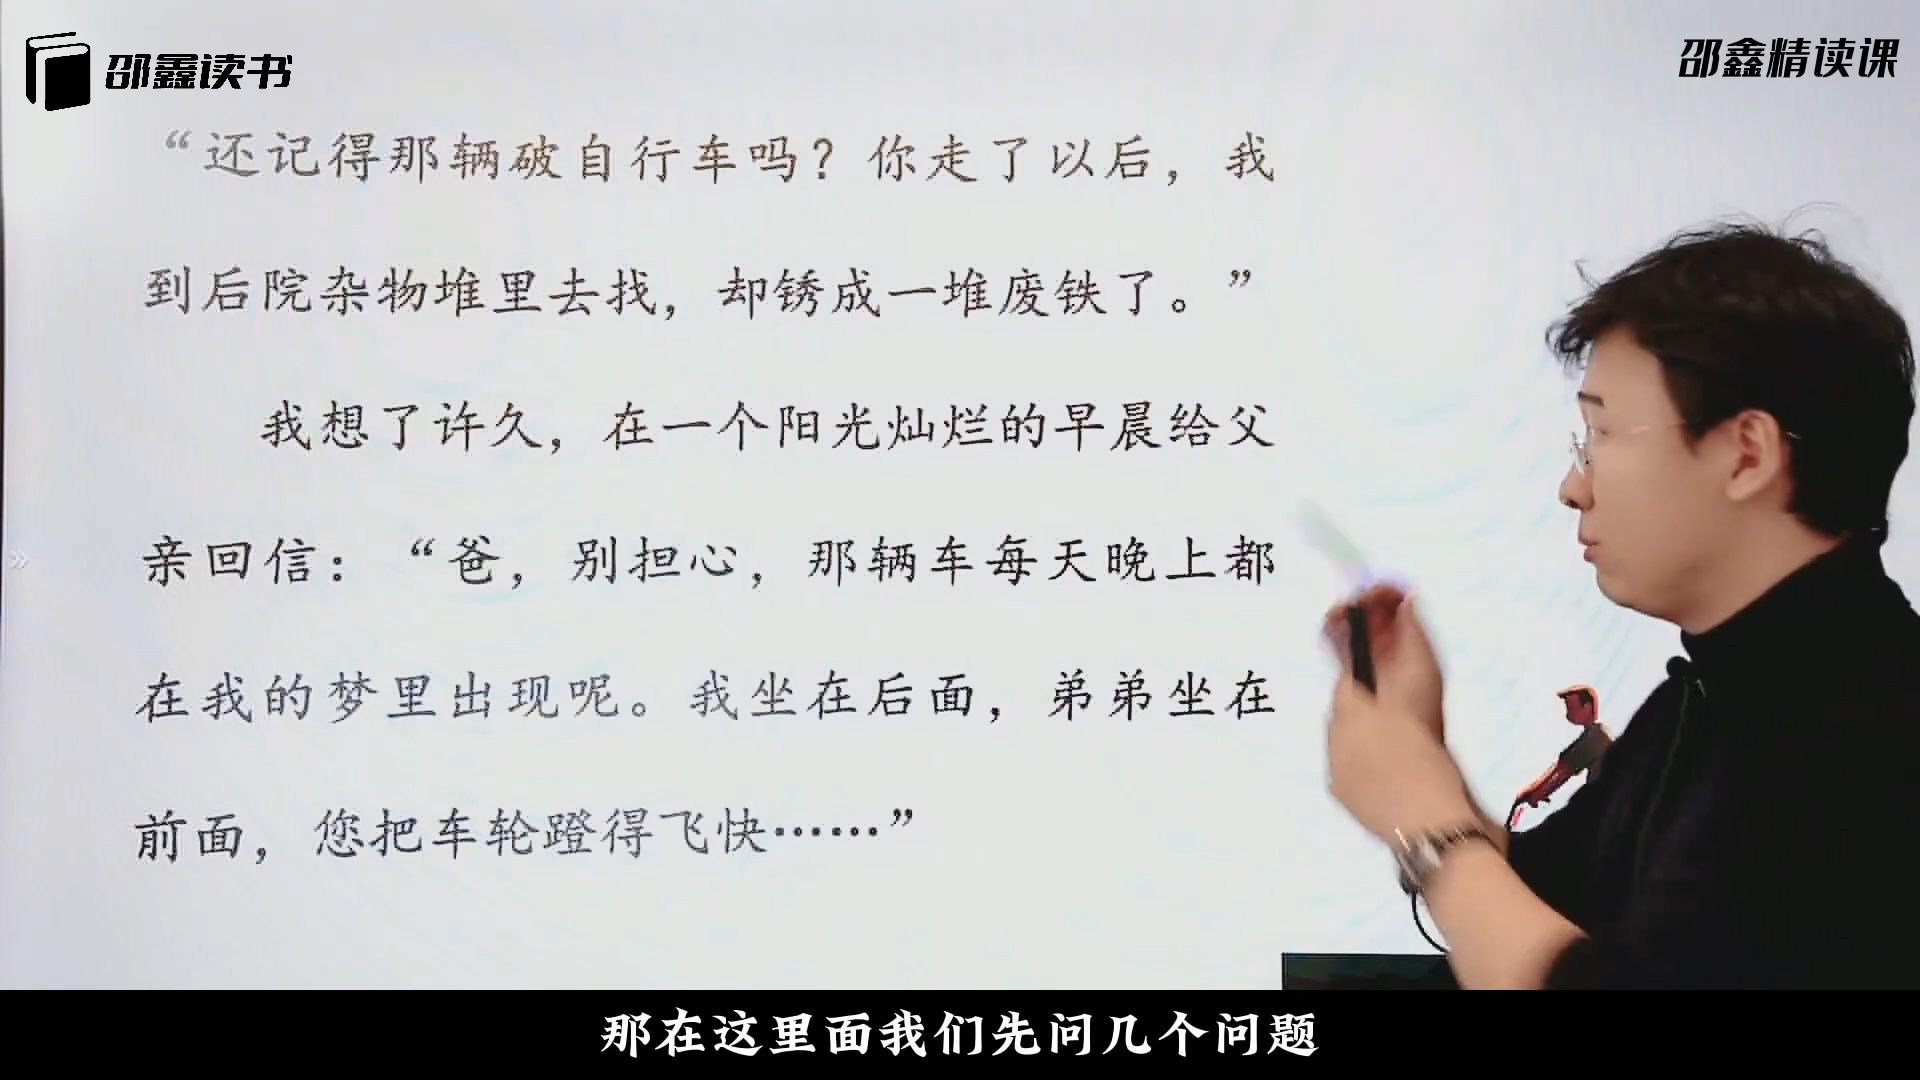 邵鑫读书
邵鑫精读课
“还记得那辆破自行车吗？你走了以后，我
到后院杂物堆里去找，却锈成一堆废铁了。”
我想了许久，在一个阳光灿烂的早晨给父
亲回信：“爸，别担心，那辆车每天晚上都
在我的梦里出现呢。我坐在后面，弟弟坐在
前面，您把车轮蹬得飞快……”
那在这里面我们先问几个问题